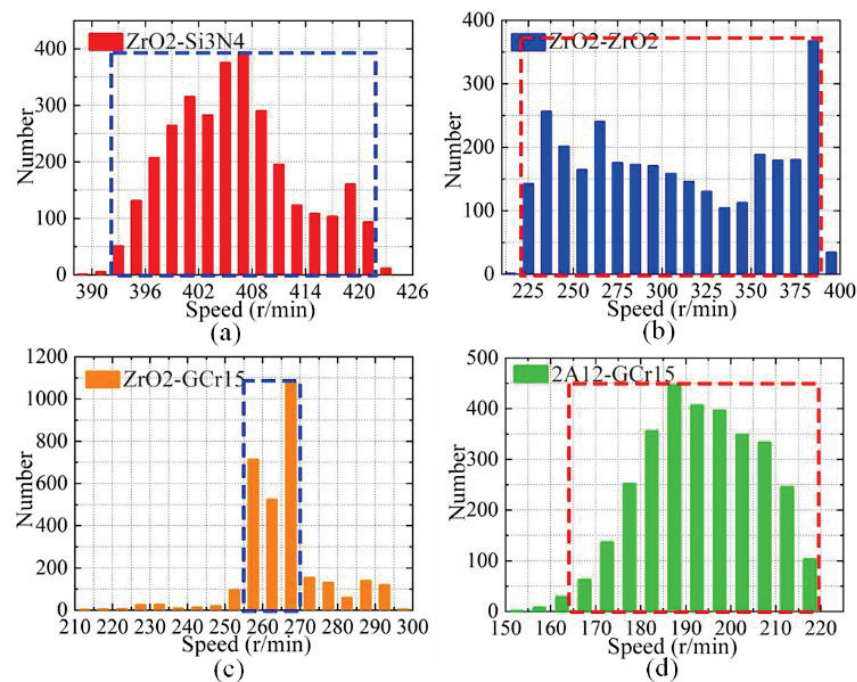 ZrO2-Si3N4
Number
400
300
200
100
0
390 396 402 408 414 420 426
Speed (r/min)
(a)
ZrO2-ZrO2
Number
400
300
200
100
0
225 250 275 300 325 350 375 400
Speed (r/min)
(b)
ZrO2-GCr15
Number
1200
1000
800
600
400
200
0
210 220 230 240 250 260 270 280 290 300
Speed (r/min)
(c)
2A12-GCr15
Number
500
400
300
200
100
0
150 160 170 180 190 200 210 220
Speed (r/min)
(d)